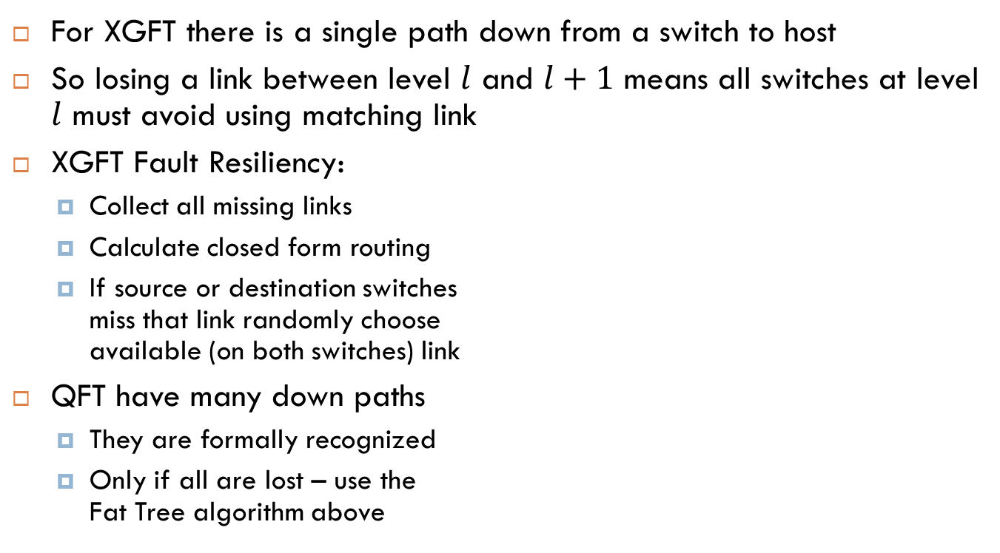 For XGFT there is a single path down from a switch to host
So losing a link between level l and l + 1 means all switches at level
l must avoid using matching link
XGFT Fault Resiliency:
Collect all missing links
Calculate closed form routing
If source or destination switches
miss that link randomly choose
available (on both switches) link
QFT have many down paths
They are formally recognized
Only if all are lost – use the
Fat Tree algorithm above